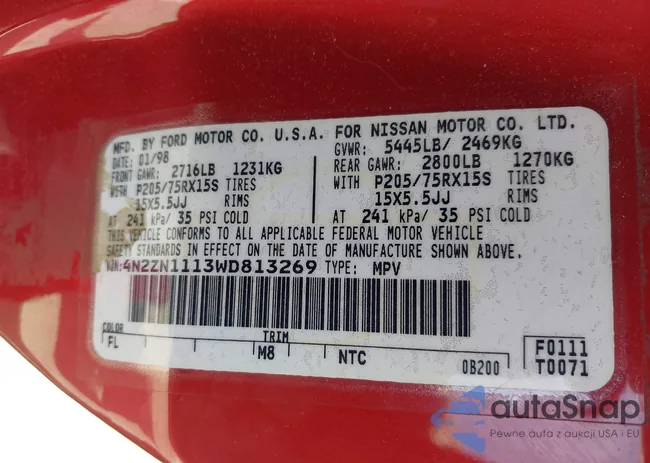 MFD. BY FORD MOTOR CO. U.S.A. FOR NISSAN MOTOR CO. LTD.
DATE: 01/98 GVWR: 5445LB/ 2469KG
FRONT GAWR: 2716LB 1231KG REAR GAWR: 2800LB 1270KG
WITH P205/75RX15S TIRES WITH P205/75RX15S TIRES
15X5.5JJ RIMS 15X5.5JJ RIMS
AT 241 kPa/ 35 PSI COLD AT 241 kPa/ 35 PSI COLD
THIS VEHICLE CONFORMS TO ALL APPLICABLE FEDERAL MOTOR VEHICLE
SAFETY STANDARDS IN EFFECT ON THE DATE OF MANUFACTURE SHOWN ABOVE.
VIN: 4N2ZN1113WD813269 TYPE: MPV
COLOR TRIM
FL M8 NTC 0B200 F0111
T0071
autaSnap
Pewne auta z aukcji USA i EU